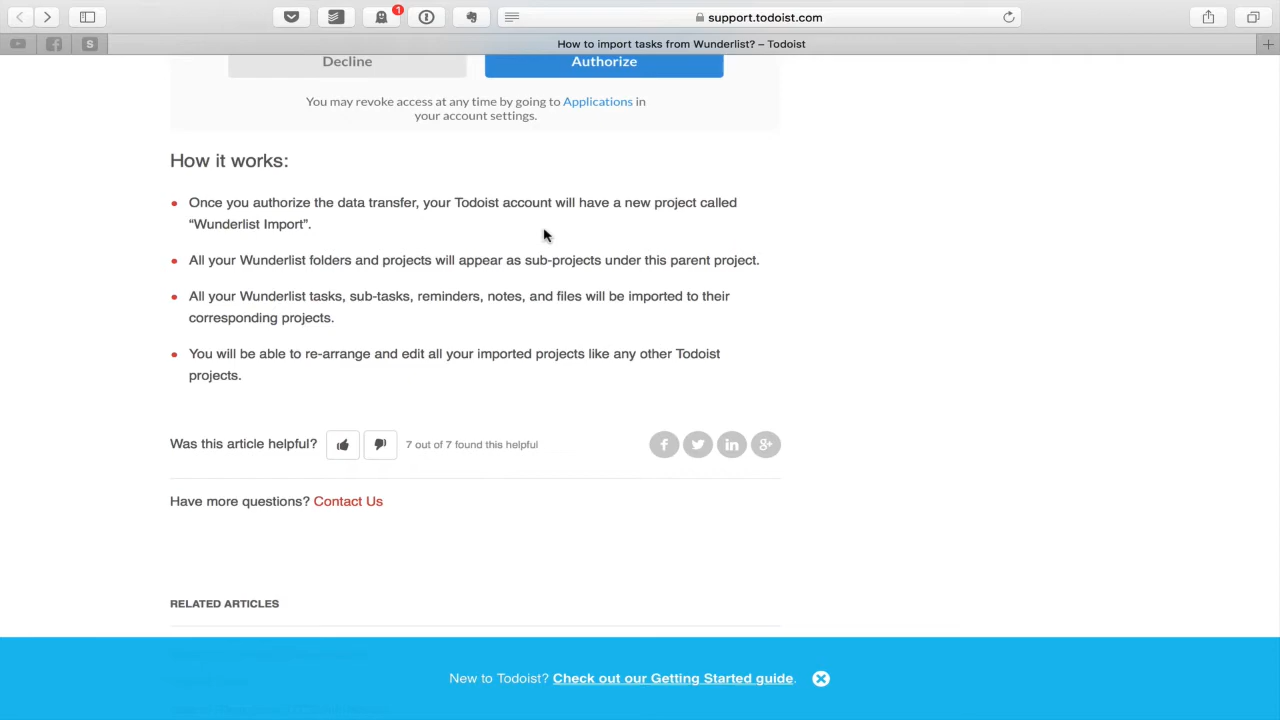 1
support.todoist.com
S
How to import tasks from Wunderlist? – Todoist
Decline
Authorize
You may revoke access at any time by going to Applications in
your account settings.
How it works:
Once you authorize the data transfer, your Todoist account will have a new project called
“Wunderlist Import”.
All your Wunderlist folders and projects will appear as sub-projects under this parent project.
All your Wunderlist tasks, sub-tasks, reminders, notes, and files will be imported to their
corresponding projects.
You will be able to re-arrange and edit all your imported projects like any other Todoist
projects.
Was this article helpful?
7 out of 7 found this helpful
Have more questions? Contact Us
RELATED ARTICLES
New to Todoist? Check out our Getting Started guide.